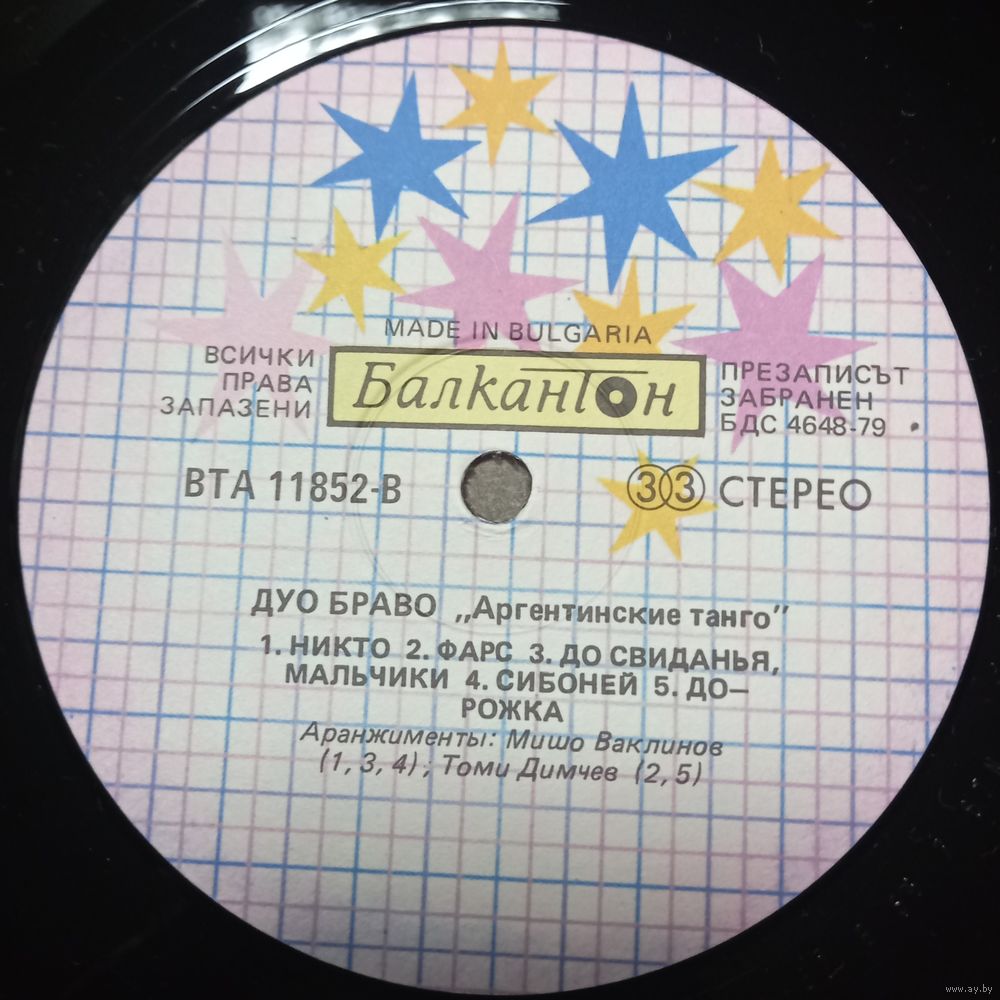 MADE IN BULGARIA
ВСИЧКИ
ПРАВА
ЗАПАЗЕНИ
Балкантон
ПРЕЗАПИСЪТ
ЗАБРАНЕН
БДС 4648-79
ВТА 11852-В
33 СТЕРЕО
ДУО БРАВО „Аргентинские танго”
1. НИКТО 2. ФАРС 3. ДО СВИДАНЬЯ,
МАЛЬЧИКИ 4. СИБОНЕЙ 5. ДО—
РОЖКА
Аранжименты: Мишо Ваклинов
(1, 3, 4) ; Томи Димчев (2, 5)
www.ay.by